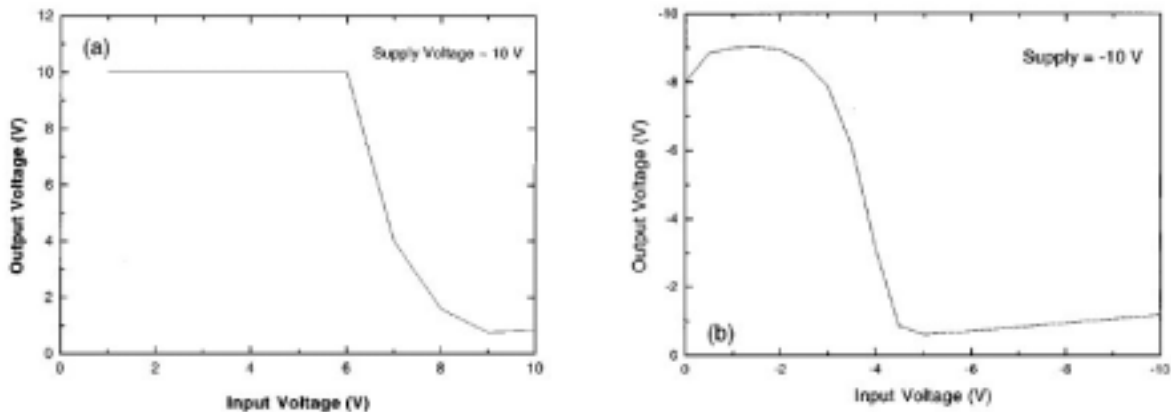 12
(a)
Supply Voltage = 10 V
10
8
6
4
2
0
Output Voltage (V)
0 2 4 6 8 10
Input Voltage (V)
-10
Supply = -10 V
-8
-6
-4
-2
0
Output Voltage (V)
(b)
0 -2 -4 -6 -8 -10
Input Voltage (V)